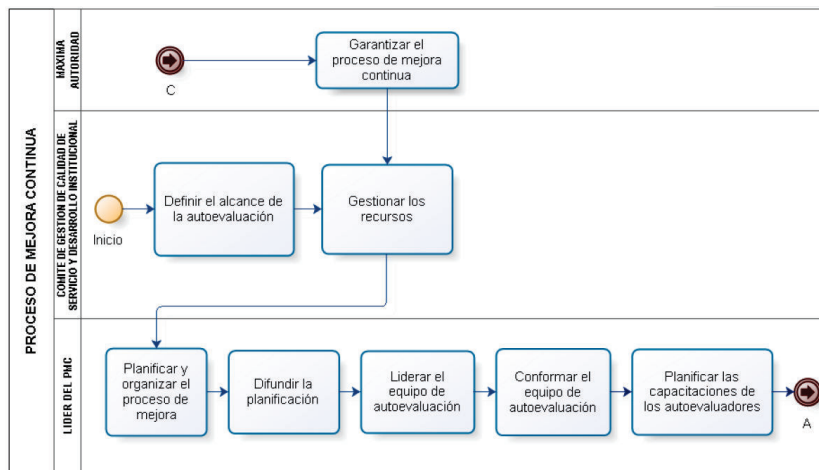 PROCESO DE MEJORA CONTINUA
MAXIMA
AUTORIDAD
C
Garantizar el
proceso de mejora
continua
COMITE DE GESTION DE CALIDAD DE
SERVICIO Y DESARROLLO INSTITUCIONAL
Inicio
Definir el alcance de
la autoevaluación
Gestionar los
recursos
LIDER DEL PMC
Planificar y
organizar el
proceso de
mejora
Difundir la
planificación
Liderar el
equipo de
autoevaluación
Conformar el
equipo de
autoevaluación
Planificar las
capacitaciones de
los autoevaluadores
A